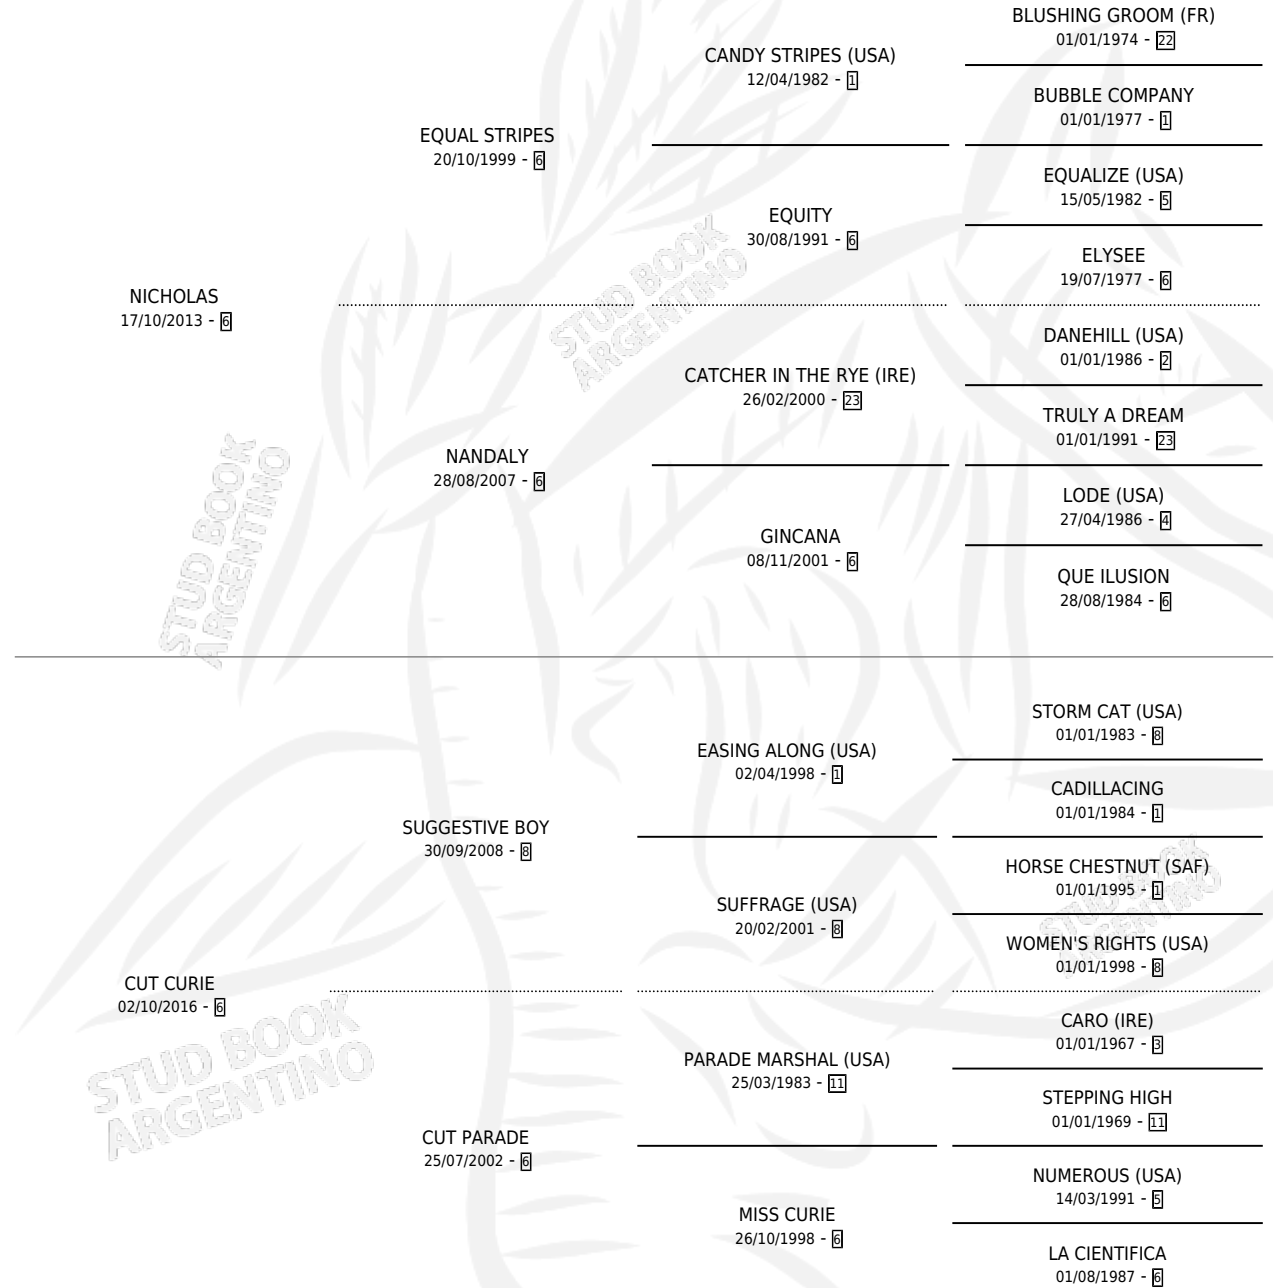 BLUSHING GROOM (FR)
01/01/1974 - 22
CANDY STRIPES (USA)
12/04/1982 - 1
BUBBLE COMPANY
01/01/1977 - 1
EQUAL STRIPES
20/10/1999 - 6
EQUALIZE (USA)
15/05/1982 - 5
EQUITY
30/08/1991 - 6
ELYSEE
19/07/1977 - 6
NICHOLAS
17/10/2013 - 6
DANEHILL (USA)
01/01/1986 - 2
CATCHER IN THE RYE (IRE)
26/02/2000 - 23
TRULY A DREAM
01/01/1991 - 23
NANDALY
28/08/2007 - 6
LODE (USA)
27/04/1986 - 4
GINCANA
08/11/2001 - 6
QUE ILUSION
28/08/1984 - 6
STORM CAT (USA)
01/01/1983 - 8
EASING ALONG (USA)
02/04/1998 - 1
CADILLACING
01/01/1984 - 1
SUGGESTIVE BOY
30/09/2008 - 8
HORSE CHESTNUT (SAF)
01/01/1995 - 1
SUFFRAGE (USA)
20/02/2001 - 8
WOMEN'S RIGHTS (USA)
01/01/1998 - 8
CUT CURIE
02/10/2016 - 6
CARO (IRE)
01/01/1967 - 3
PARADE MARSHAL (USA)
25/03/1983 - 11
STEPPING HIGH
01/01/1969 - 11
CUT PARADE
25/07/2002 - 6
NUMEROUS (USA)
14/03/1991 - 5
MISS CURIE
26/10/1998 - 6
LA CIENTIFICA
01/08/1987 - 6
STUD BOOK
ARGENTINO
STUD BOOK
ARGENTINO
STUD BOOK
ARGENTINO
STUD BOOK
ARGENTINO